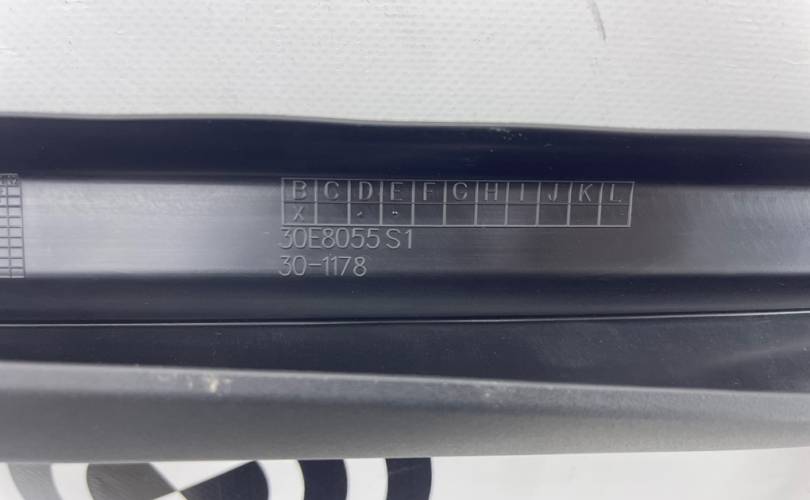 B C D E F G H I J K L
X
30E8055 S1
30-1178